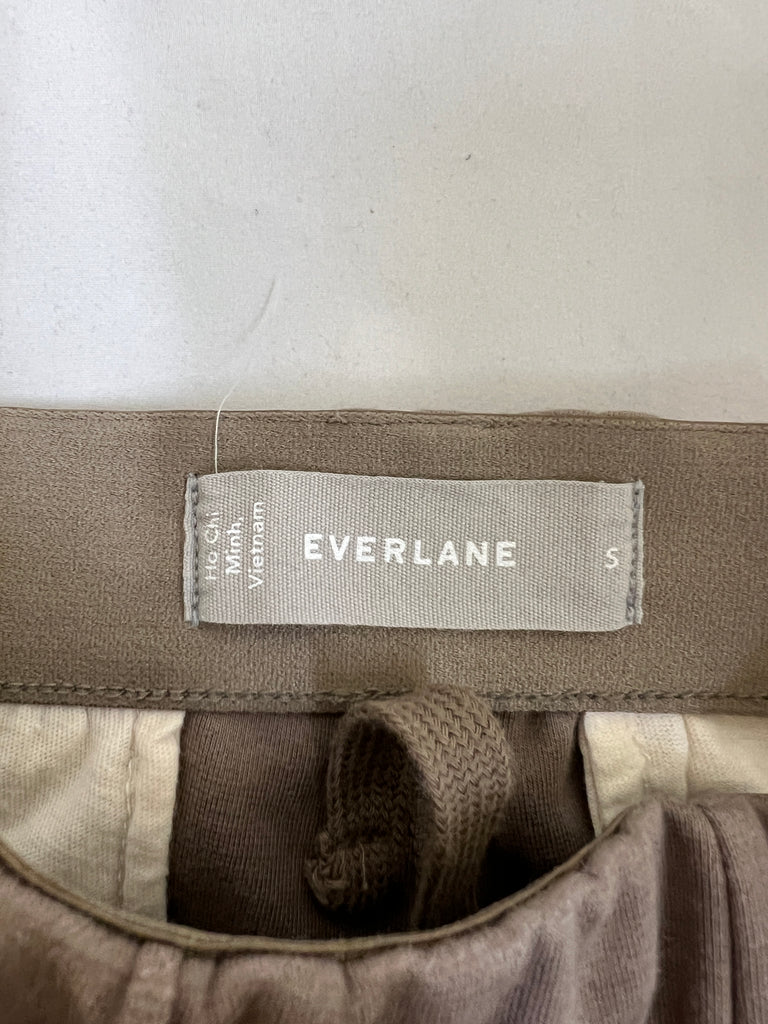 Ho Chi
Minh,
Vietnam
EVERLANE
S